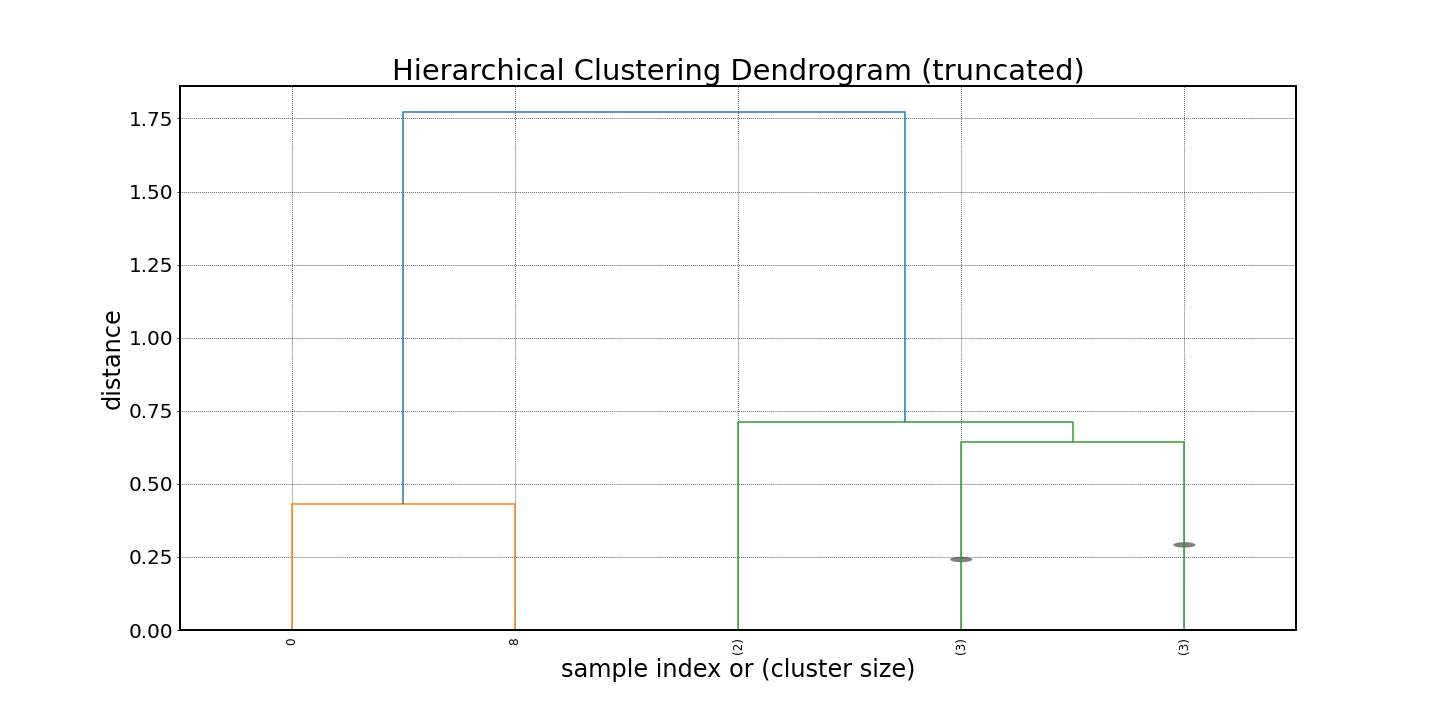 Hierarchical Clustering Dendrogram (truncated)
distance
1.75
1.50
1.25
1.00
0.75
0.50
0.25
0.00
0 8 (2) (3) (3)
sample index or (cluster size)